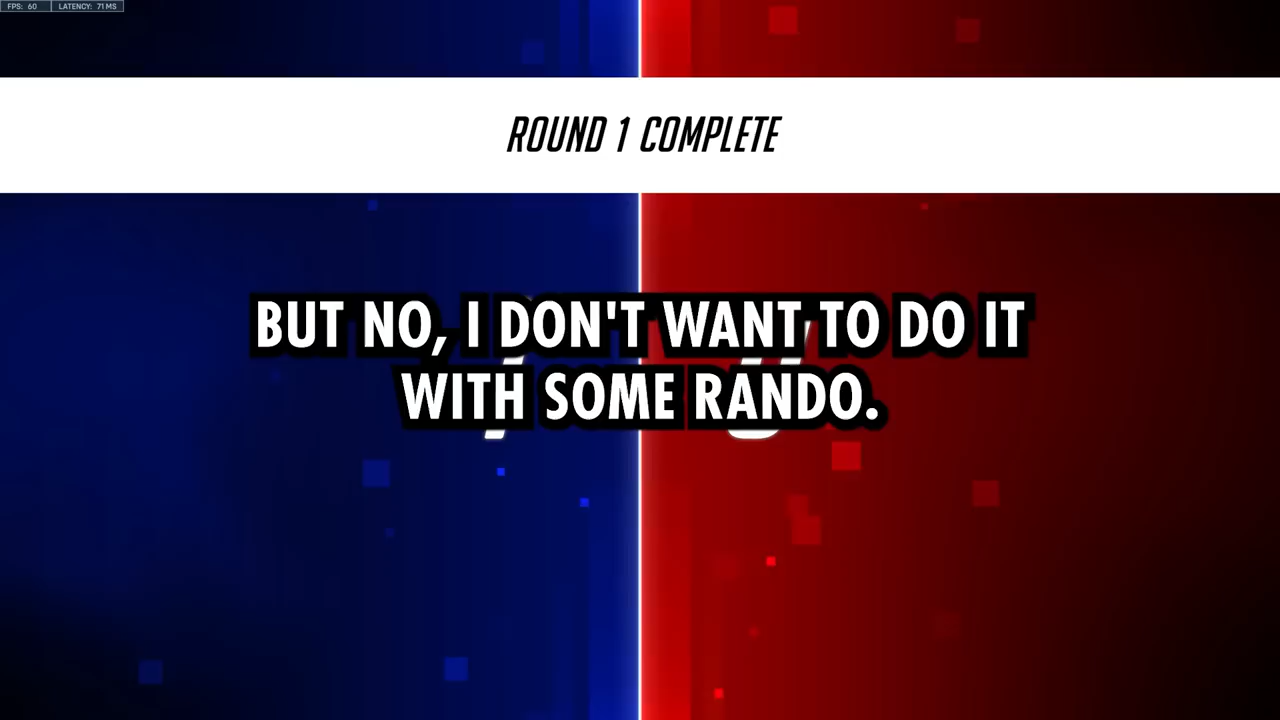 FPS: 60 LATENCY: 71 MS
ROUND 1 COMPLETE
BUT NO, I DON'T WANT TO DO IT
WITH SOME RANDO.